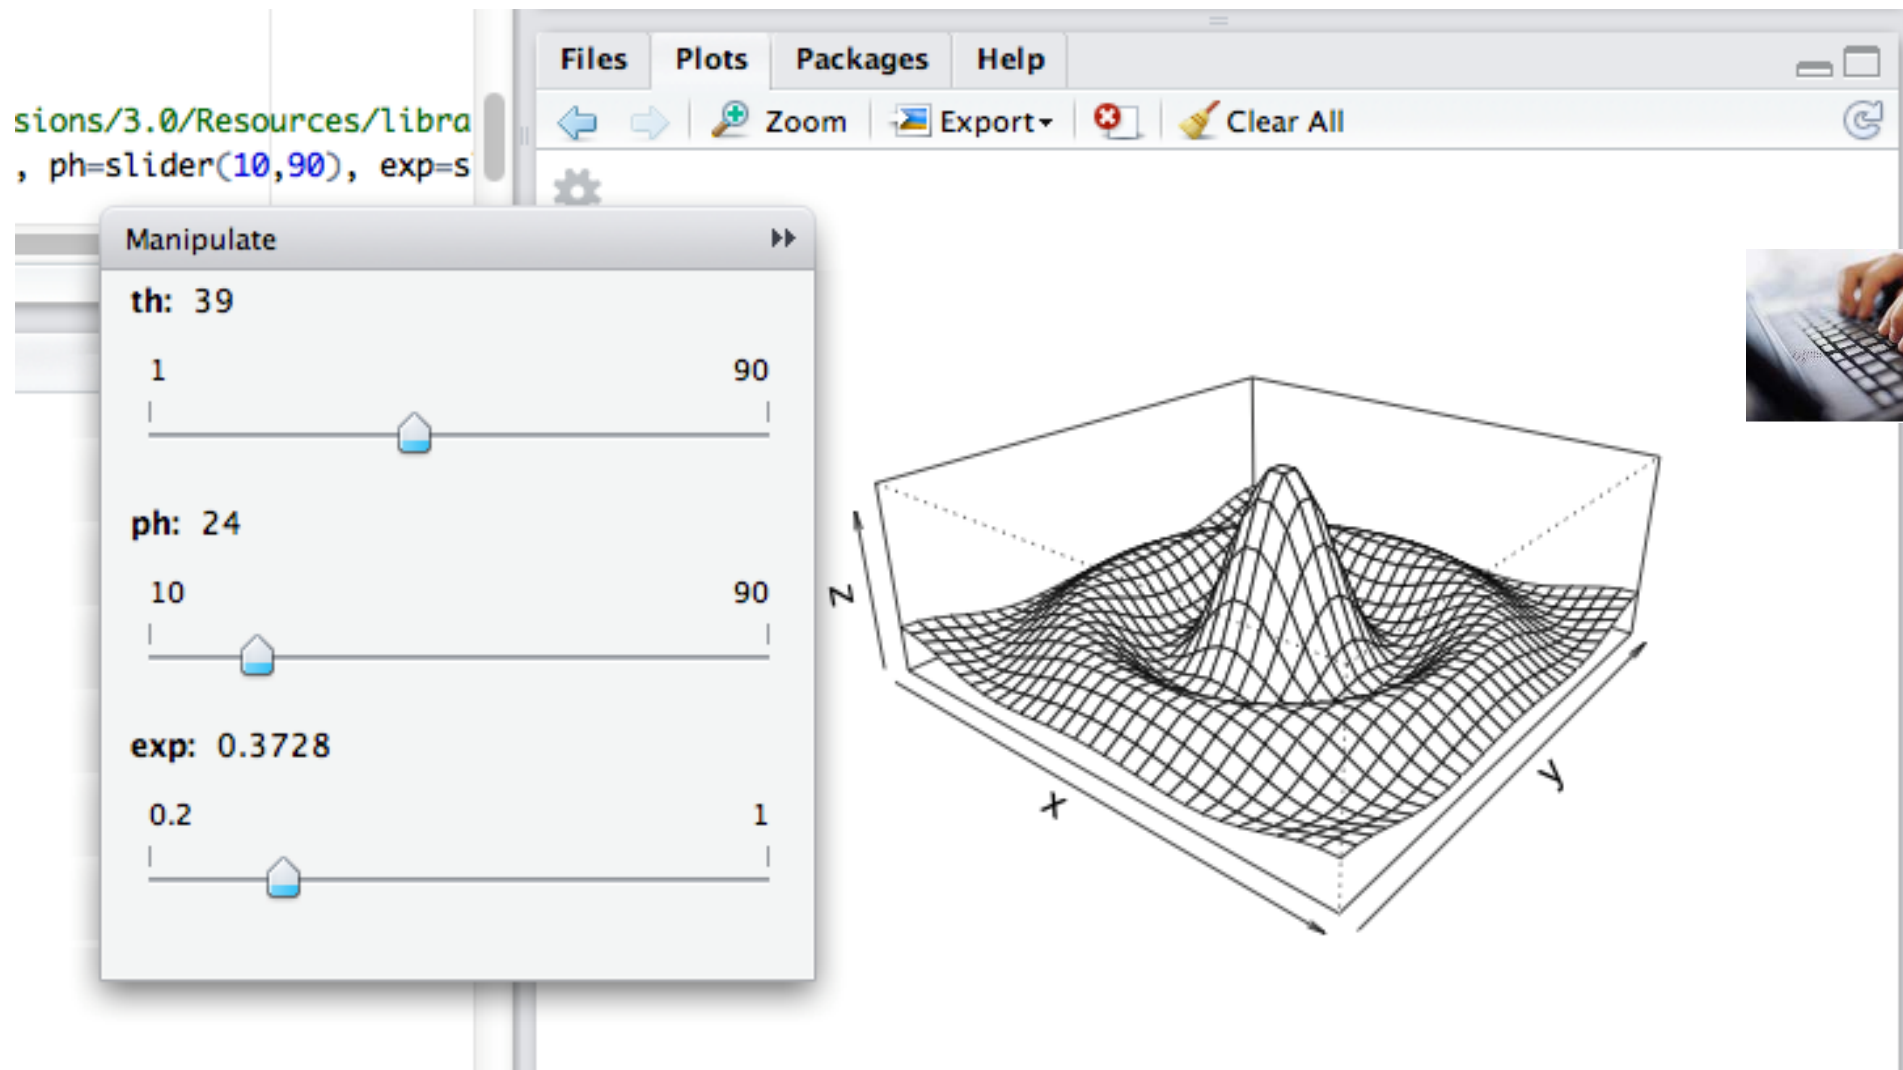 Files Plots Packages Help
sions/3.0/Resources/libra
Zoom Export Clear All
, ph=slider(10,90), exp=s
Manipulate
th: 39
1 90
ph: 24
10 90
exp: 0.3728
0.2 1
z
x
y